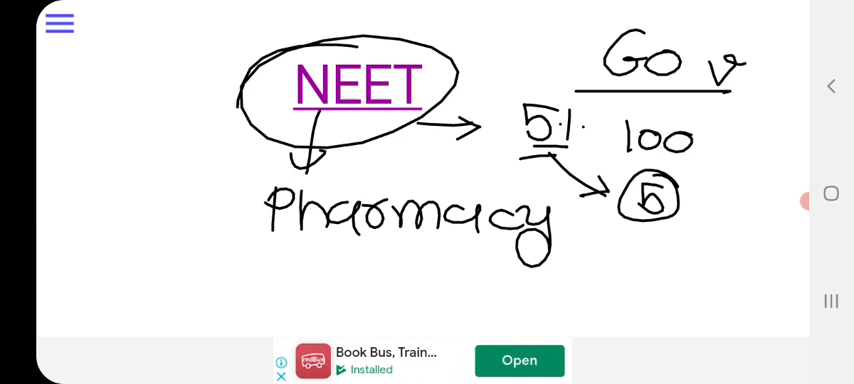 NEET
Gov
5%
100
5
Pharmacy
Book Bus, Train...
Installed
Open